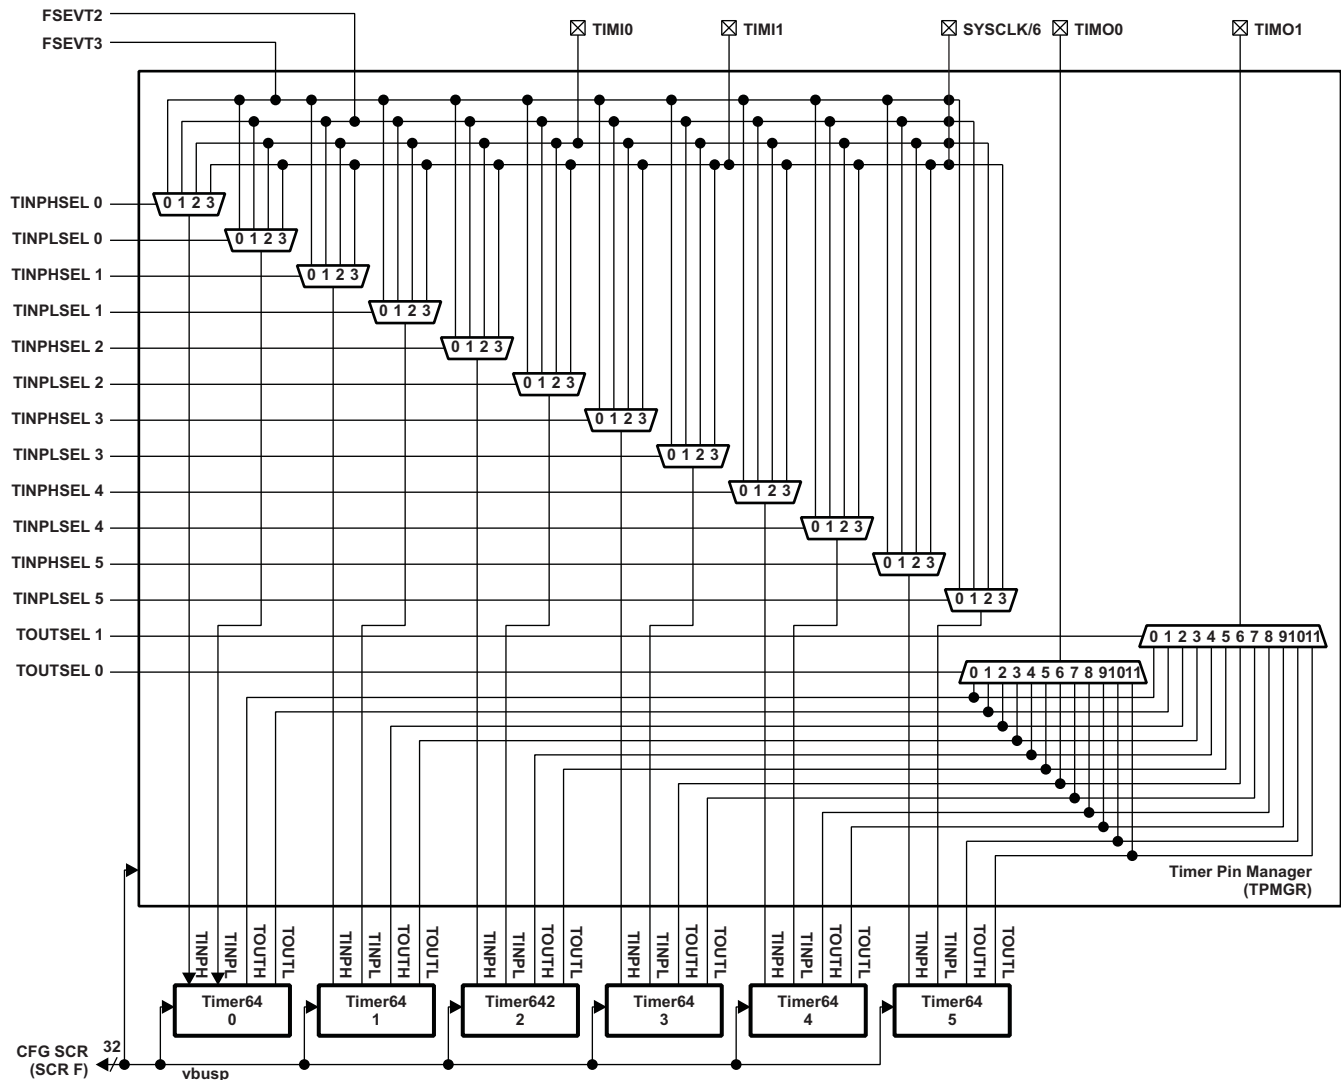 FSEVT2
FSEVT3
TIMI0
TIMI1
SYSCLK/6
TIMO0
TIMO1
TINPHSEL 0
0 1 2 3
TINPLSEL 0
0 1 2 3
TINPHSEL 1
0 1 2 3
TINPLSEL 1
0 1 2 3
TINPHSEL 2
0 1 2 3
TINPLSEL 2
0 1 2 3
TINPHSEL 3
0 1 2 3
TINPLSEL 3
0 1 2 3
TINPHSEL 4
0 1 2 3
TINPLSEL 4
0 1 2 3
TINPHSEL 5
0 1 2 3
TINPLSEL 5
0 1 2 3
TOUTSEL 1
0 1 2 3 4 5 6 7 8 9 10 11
TOUTSEL 0
0 1 2 3 4 5 6 7 8 9 10 11
Timer Pin Manager
(TPMGR)
TINPH
TINPL
TOUTH
TOUTL
TINPH
TINPL
TOUTH
TOUTL
TINPH
TINPL
TOUTH
TOUTL
TINPH
TINPL
TOUTH
TOUTL
TINPH
TINPL
TOUTH
TOUTL
TINPH
TINPL
TOUTH
TOUTL
Timer64
0
Timer64
1
Timer642
2
Timer64
3
Timer64
4
Timer64
5
CFG SCR
(SCR F)
32
vbusp